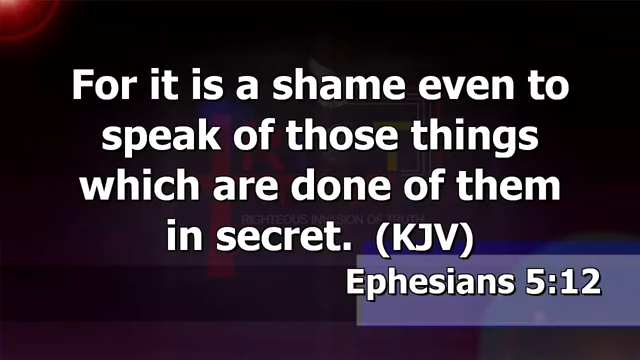 For it is a shame even to
speak of those things
which are done of them
RIGHTEOUS INVASION OF TRUTH
in secret. (KJV)
Ephesians 5:12